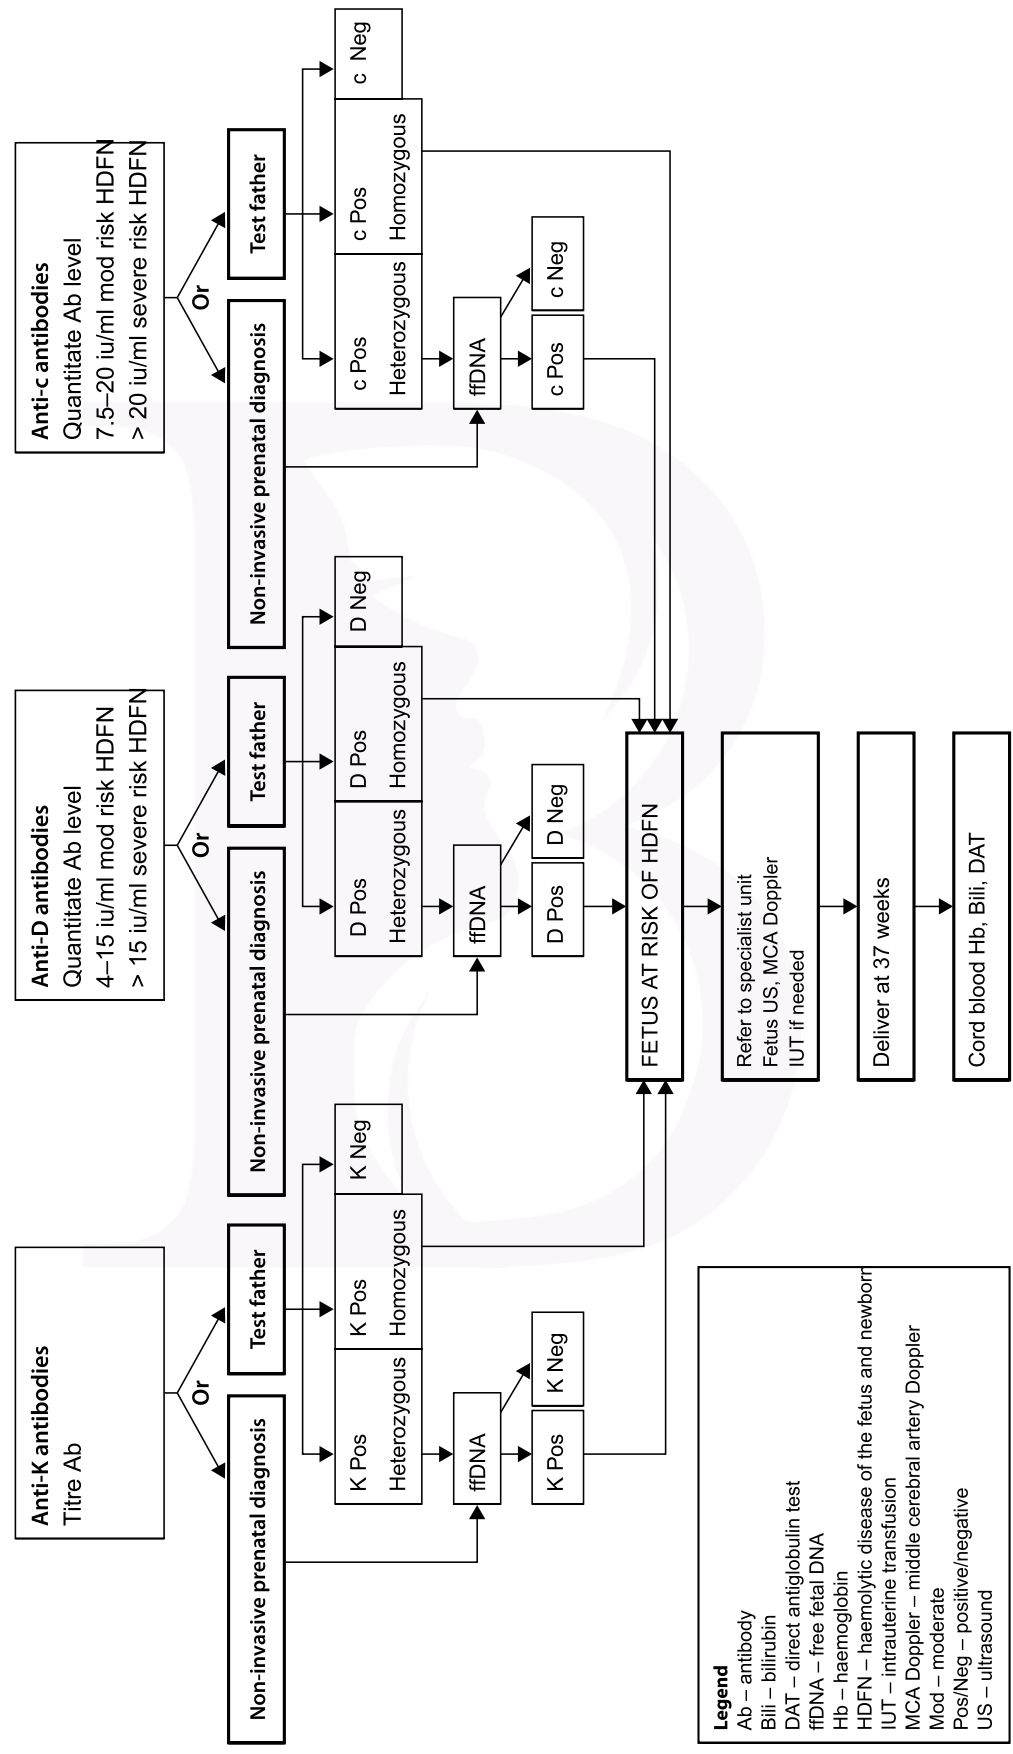 Anti-K antibodies
Titre Ab
Or
Non-invasive prenatal diagnosis
Test father
K Pos
Heterozygous
K Pos
Homozygous
K Neg
ffDNA
K Pos
K Neg
Anti-D antibodies
Quantitate Ab level
4–15 iu/ml mod risk HDFN
> 15 iu/ml severe risk HDFN
Or
Non-invasive prenatal diagnosis
Test father
D Pos
Heterozygous
D Pos
Homozygous
D Neg
ffDNA
D Pos
D Neg
Anti-c antibodies
Quantitate Ab level
7.5–20 iu/ml mod risk HDFN
> 20 iu/ml severe risk HDFN
Or
Non-invasive prenatal diagnosis
Test father
c Pos
Heterozygous
c Pos
Homozygous
c Neg
ffDNA
c Pos
c Neg
FETUS AT RISK OF HDFN
Refer to specialist unit
Fetus US, MCA Doppler
IUT if needed
Deliver at 37 weeks
Cord blood Hb, Bili, DAT
Legend
Ab – antibody
Bili – bilirubin
DAT – direct antiglobulin test
ffDNA – free fetal DNA
Hb – haemoglobin
HDFN – haemolytic disease of the fetus and newborn
IUT – intrauterine transfusion
MCA Doppler – middle cerebral artery Doppler
Mod – moderate
Pos/Neg – positive/negative
US – ultrasound